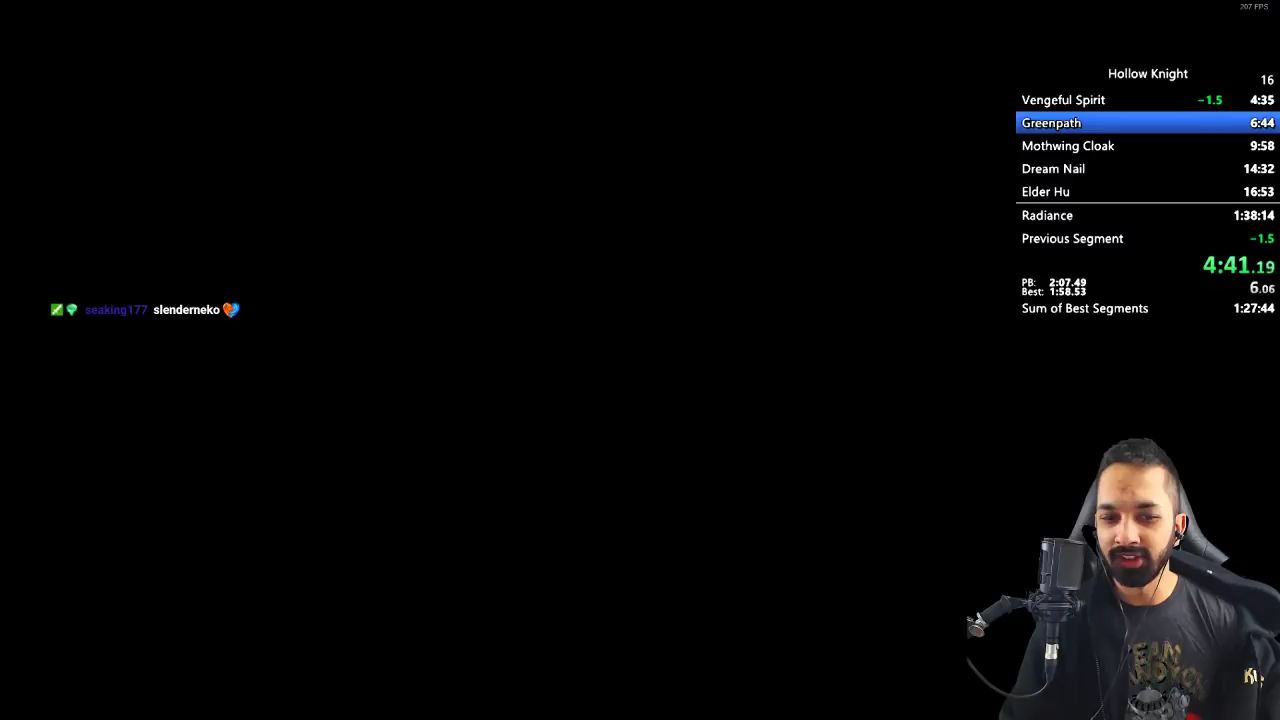 207 FPS
Hollow Knight
16
Vengeful Spirit -1.5 4:35
Greenpath 6:44
Mothwing Cloak 9:58
Dream Nail 14:32
Elder Hu 16:53
Radiance 1:38:14
Previous Segment -1.5
4:41.19
PB: 2:07.49
Best: 1:58.53
6.06
Sum of Best Segments 1:27:44
seaking177 slenderneko